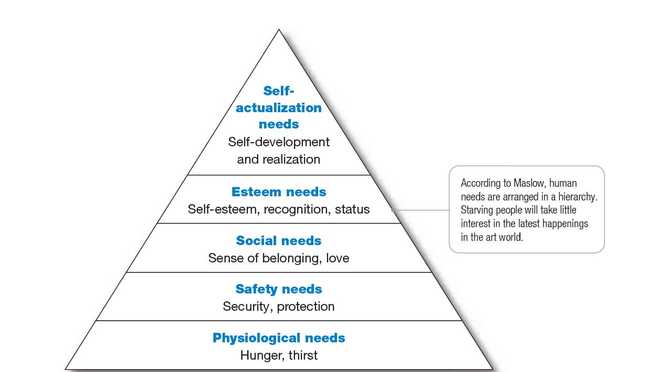 Self-
actualization
needs
Self-development
and realization
Esteem needs
Self-esteem, recognition, status
Social needs
Sense of belonging, love
Safety needs
Security, protection
Physiological needs
Hunger, thirst
According to Maslow, human
needs are arranged in a hierarchy.
Starving people will take little
interest in the latest happenings
in the art world.